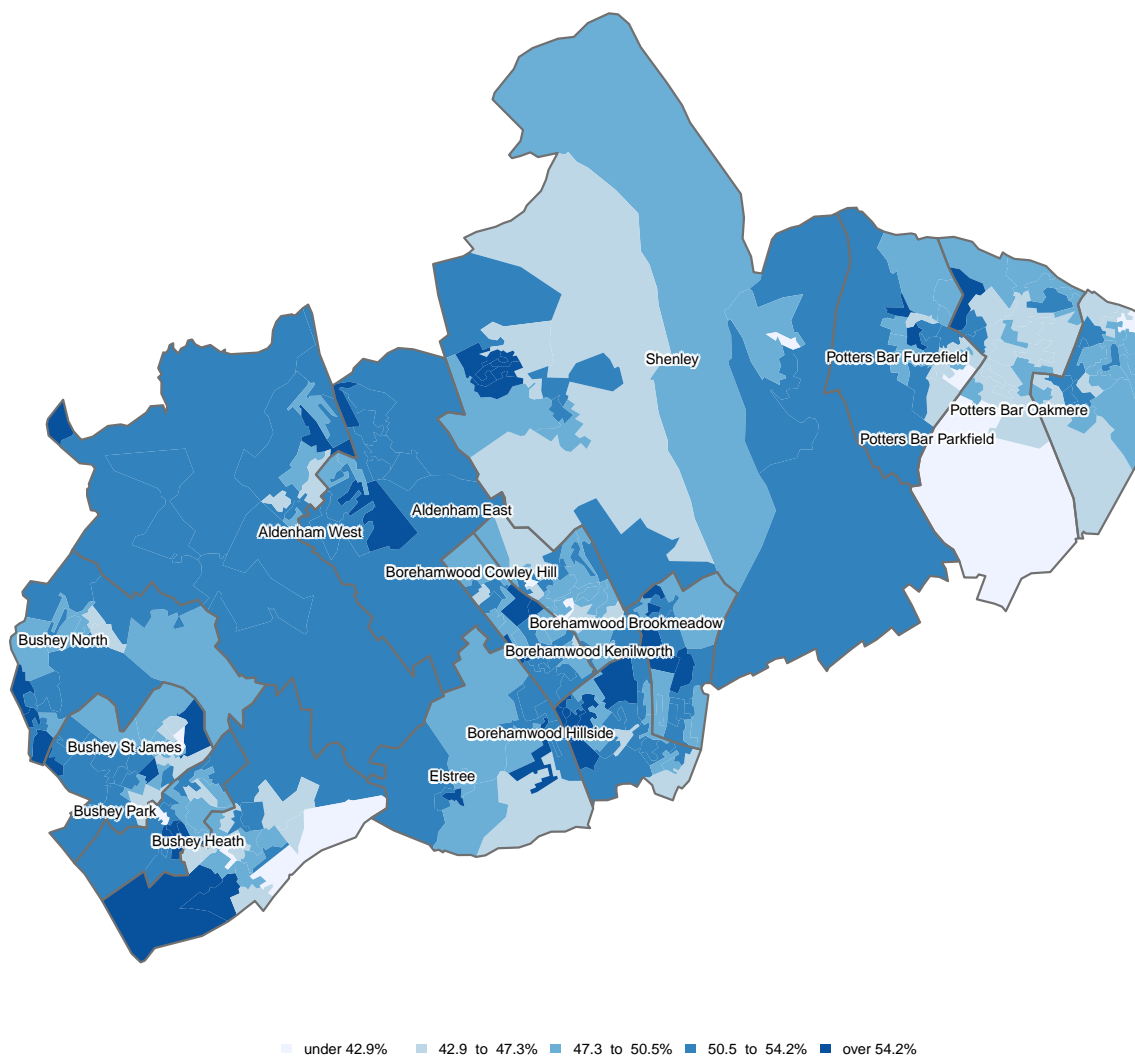 Shenley
Potters Bar Furzefield
Potters Bar Oakmere
Potters Bar Parkfield
Aldenham East
Aldenham West
Borehamwood Cowley Hill
Borehamwood Brookmeadow
Bushey North
Borehamwood Kenilworth
Borehamwood Hillside
Bushey St James
Elstree
Bushey Park
Bushey Heath
under 42.9% 42.9 to 47.3% 47.3 to 50.5% 50.5 to 54.2% over 54.2%